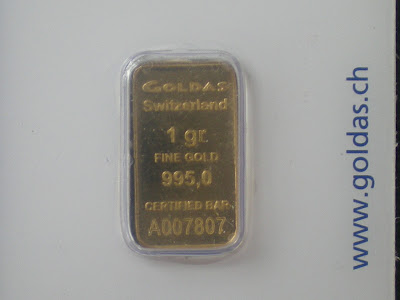 GOLDAS
Switzerland
1 gr.
FINE GOLD
995,0
CERTIFIED BAR
A007807
www.goldas.ch